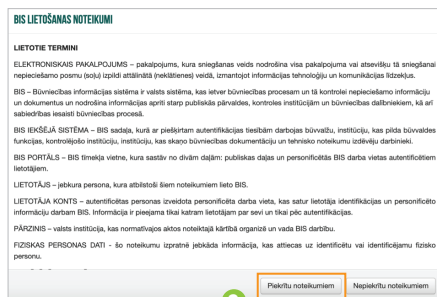 BIS LIETOŠANAS NOTEIKUMI
LIETOTIE TERMINI
ELEKTRONISKAIS PAKALPOJUMS – pakalpojums, kura sniegšanas veids nodrošina visa pakalpojuma vai atsevišķu tā sniegšanai
nepieciešamo posmu (soļu) izpildi attālinātā (neklātienes) veidā, izmantojot informācijas tehnoloģiju un komunikācijas līdzekļus.
BIS – Būvniecības informācijas sistēma ir valsts sistēma, kas ietver būvniecības procesam un tā kontrolei nepieciešamo informāciju
un dokumentus un nodrošina informācijas apriti starp publiskās pārvaldes, kontroles institūcijām un būvniecības dalībniekiem, kā arī
sabiedrības iesaisti būvniecības procesā.
BIS IEKŠĒJĀ SISTĒMA – BIS sadaļa, kurā ar piešķirtam autentifikācijas tiesībām darbojas būvvalžu, institūciju, kas pilda būvvaldes
funkcijas, kontrolējošo institūciju, institūciju, kas skaņo būvniecības dokumentāciju un tehnisko noteikumu izdevēju darbinieki.
BIS PORTĀLS – BIS tīmekļa vietne, kura sastāv no divām daļām: publiskas daļas un personificētās BIS darba vietas autentificētiem
lietotājiem.
LIETOTĀJS – jebkura persona, kura atbilstoši šiem noteikumiem lieto BIS.
LIETOTĀJA KONTS – autentificētas personas izveidota personificēta darba vieta, kas satur lietotāja identifikācijas un personificēto
informāciju darbam BIS. Informācija ir pieejama tikai katram lietotājam par sevi un tikai pēc autentifikācijas.
PĀRZINIS – valsts institūcija, kas normatīvajos aktos noteiktajā kārtībā organizē un vada BIS darbību.
FIZISKAS PERSONAS DATI - šo noteikumu izpratnē jebkāda informācija, kas attiecas uz identificētu vai identificējamu fizisko
personu.
Piekrītu noteikumiem
Nepiekrītu noteikumiem